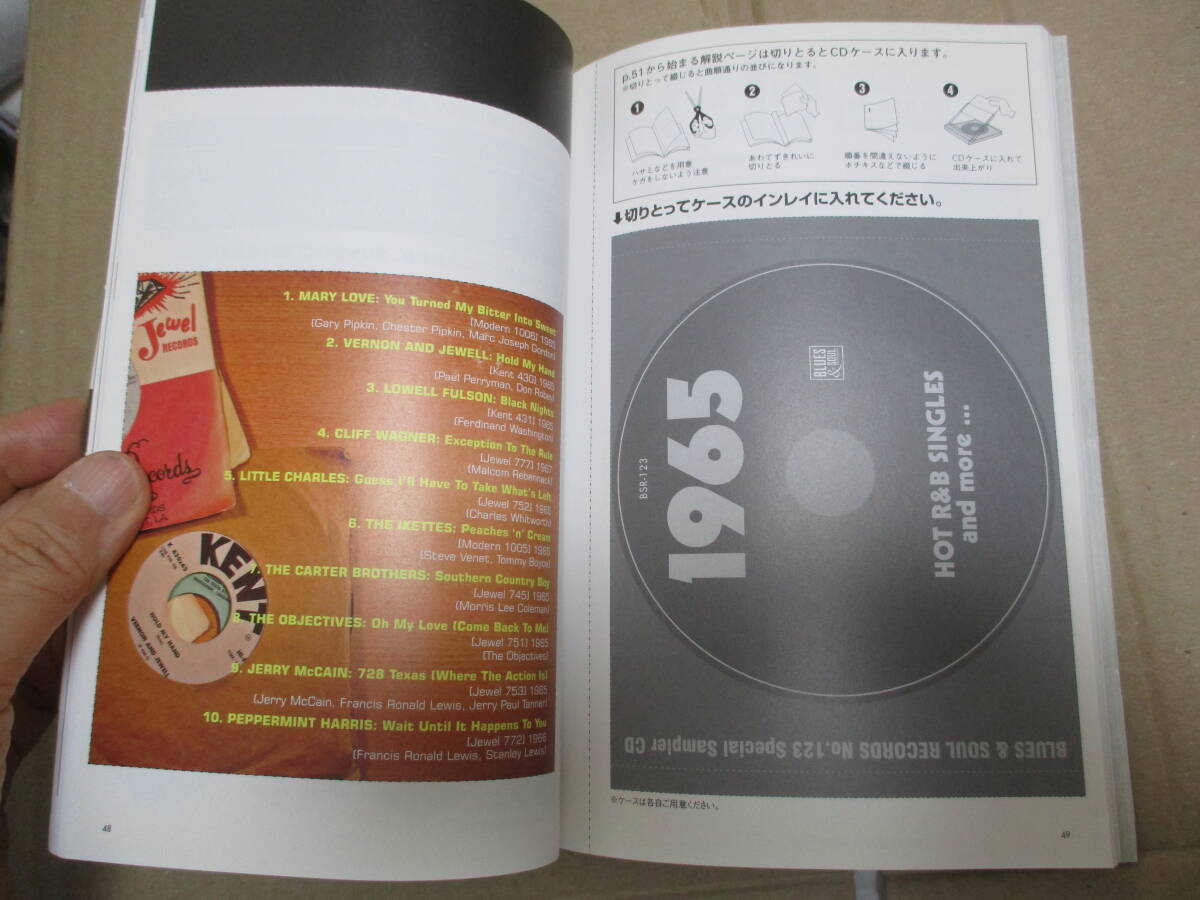 Jewel
RECORDS
KENT
K 430x45
HOLD MY HAND
VERNON AND JEWELL
1. MARY LOVE: You Turned My Bitter Into Sweet
(Modern 1006) 1965
(Gary Pipkin, Chester Pipkin, Marc Joseph Gordon)
2. VERNON AND JEWELL: Hold My Hand
(Kent 430) 1965
(Paul Perryman, Don Robey)
3. LOWELL FULSON: Black Nights
(Kent 431) 1965
(Ferdinand Washington)
4. CLIFF WAGNER: Exception To The Rule
(Jewel 777) 1967
(Malcom Rebennack)
5. LITTLE CHARLES: Guess I'll Have To Take What's Left
(Jewel 752) 1965
(Charles Whitworth)
6. THE IKETTES: Peaches 'n' Cream
(Modern 1005) 1965
(Steve Venet, Tommy Boyce)
7. THE CARTER BROTHERS: Southern Country Boy
(Jewel 745) 1965
(Morris Lee Coleman)
8. THE OBJECTIVES: Oh My Love (Come Back To Me)
(Jewel 751) 1965
(The Objectives)
9. JERRY McCAIN: 728 Texas (Where The Action Is)
(Jewel 753) 1965
(Jerry McCain, Francis Ronald Lewis, Jerry Paul Tanner)
10. PEPPERMINT HARRIS: Wait Until It Happens To You
(Jewel 772) 1966
(Francis Ronald Lewis, Stanley Lewis)
48
p.51から始まる解説ページは切りとるとCDケースに入ります。
※切りとって綴じると曲順通りの並びになります。
1
ハサミなどを用意
ケガをしないよう注意
2
あわてずきれいに
切りとる
3
順番を間違えないように
ホチキスなどで綴じる
4
CDケースに入れて
出来上がり
⬇切りとってケースのインレイに入れてください。
BLUES
& SOUL
BSR-123
1965
HOT R&B SINGLES
and more ...
BLUES & SOUL RECORDS No.123 Special Sampler CD
※ケースは各自ご用意ください。
49